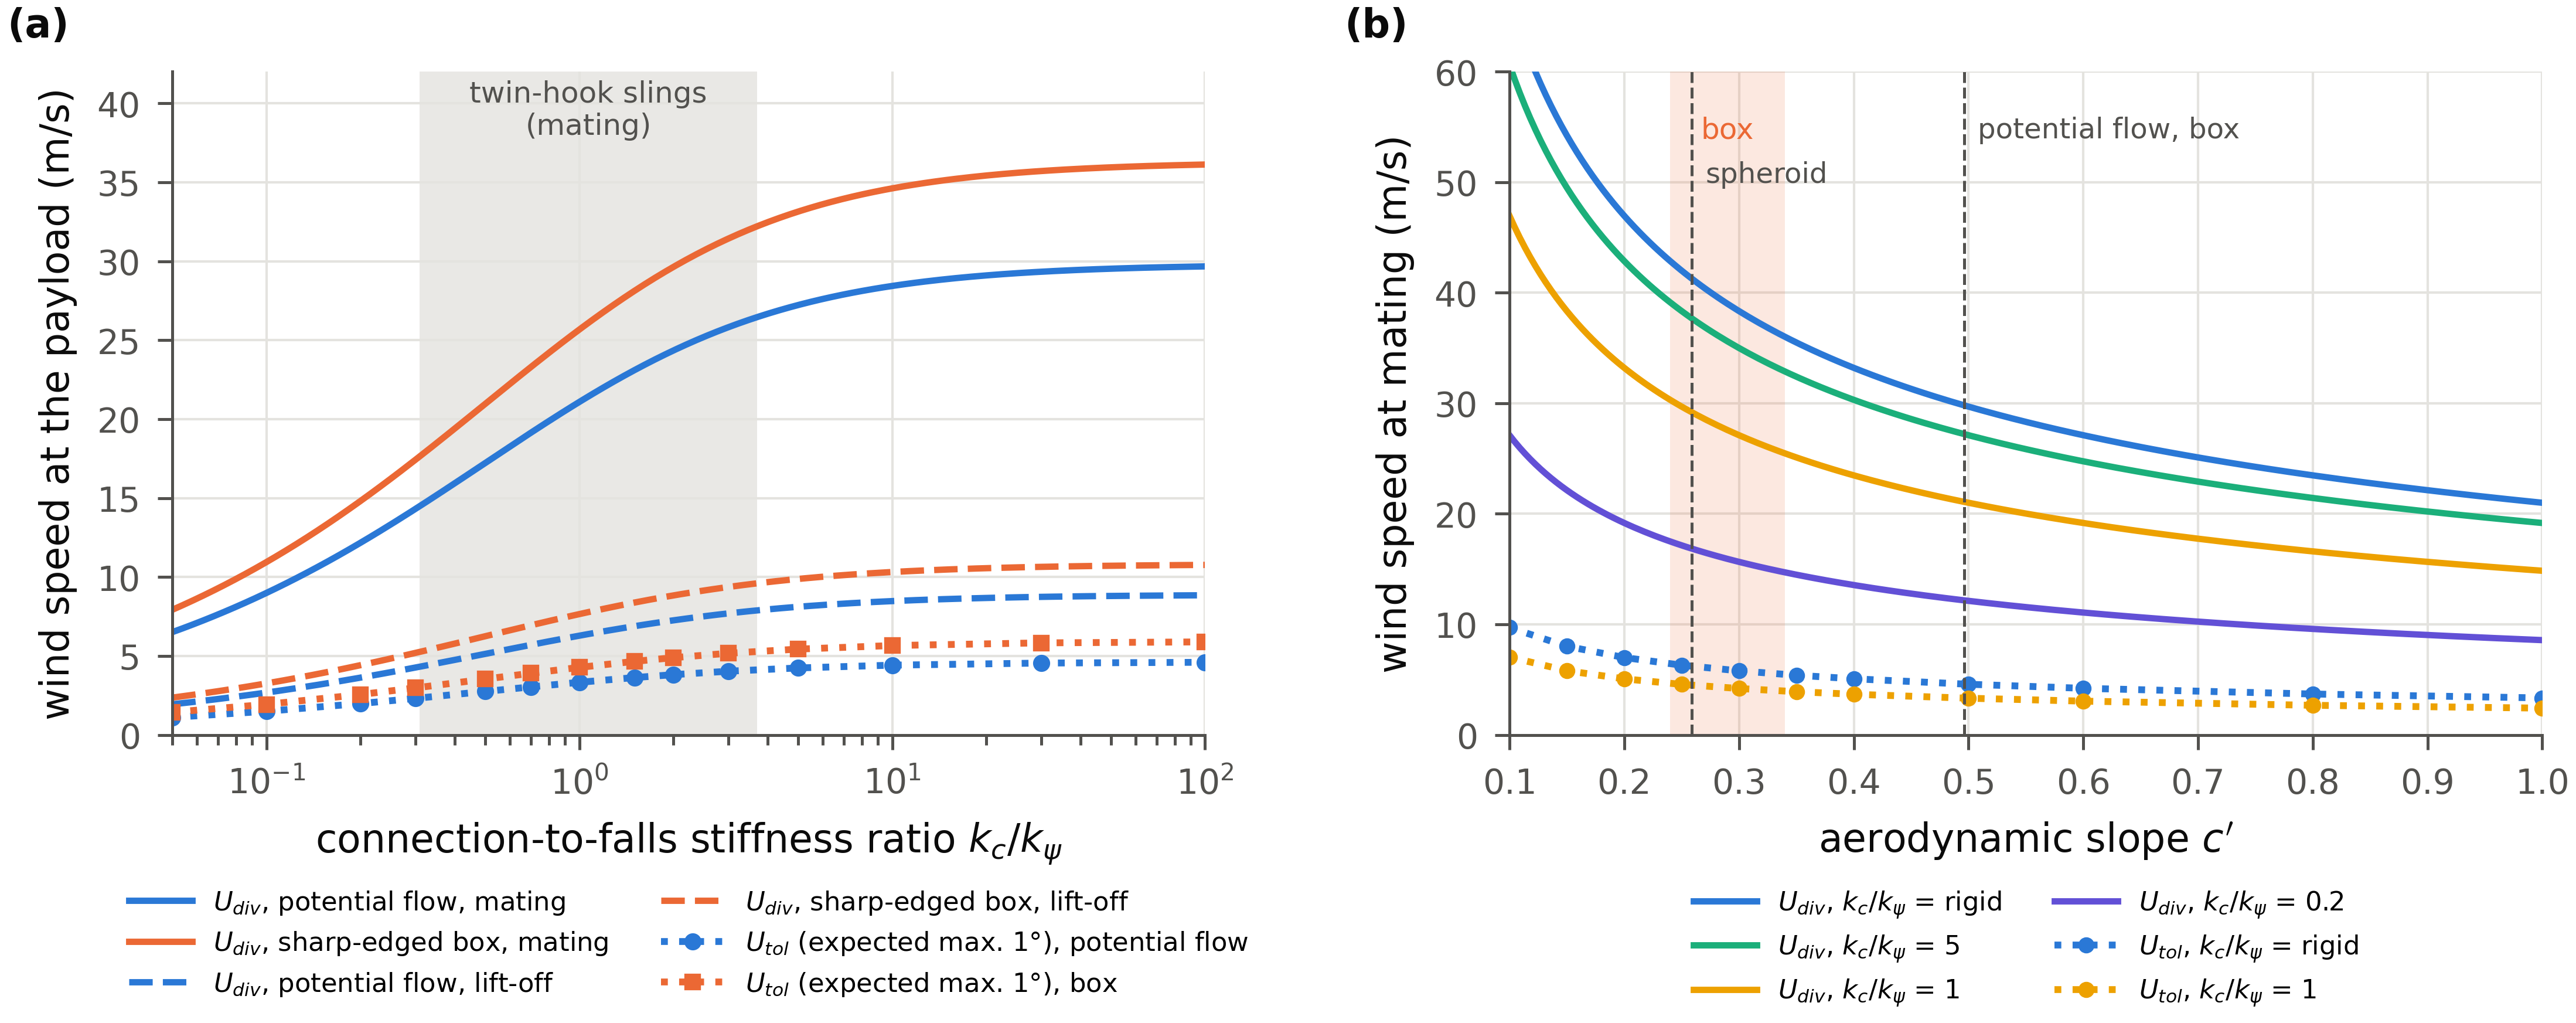 (a)
wind speed at the payload (m/s)
40
35
30
25
20
15
10
5
0
twin-hook slings
(mating)
10⁻¹
10⁰
10¹
10²
connection-to-falls stiffness ratio k_c/k_ψ
U_div, potential flow, mating
U_div, sharp-edged box, mating
U_div, potential flow, lift-off
U_div, sharp-edged box, lift-off
U_tol (expected max. 1°), potential flow
U_tol (expected max. 1°), box
(b)
wind speed at mating (m/s)
60
50
40
30
20
10
0
box
spheroid
potential flow, box
0.1
0.2
0.3
0.4
0.5
0.6
0.7
0.8
0.9
1.0
aerodynamic slope c′
U_div, k_c/k_ψ = rigid
U_div, k_c/k_ψ = 5
U_div, k_c/k_ψ = 1
U_div, k_c/k_ψ = 0.2
U_tol, k_c/k_ψ = rigid
U_tol, k_c/k_ψ = 1